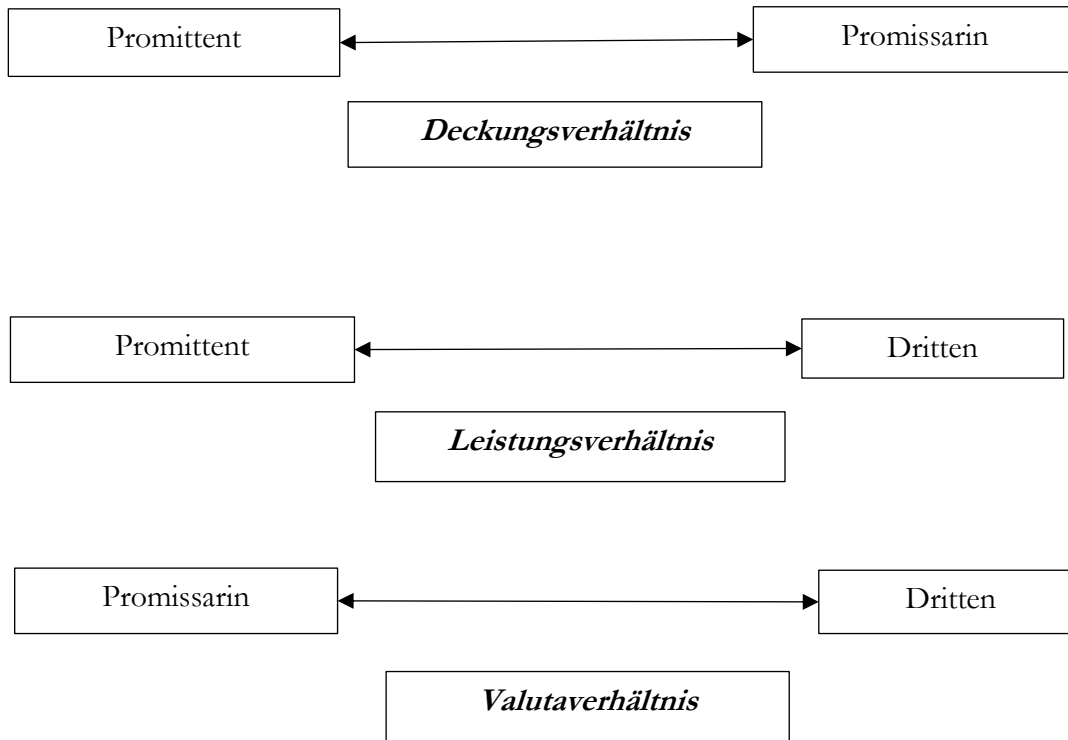 Promittent
Promissarin
Deckungsverhältnis
Promittent
Dritten
Leistungsverhältnis
Promissarin
Dritten
Valutaverhältnis